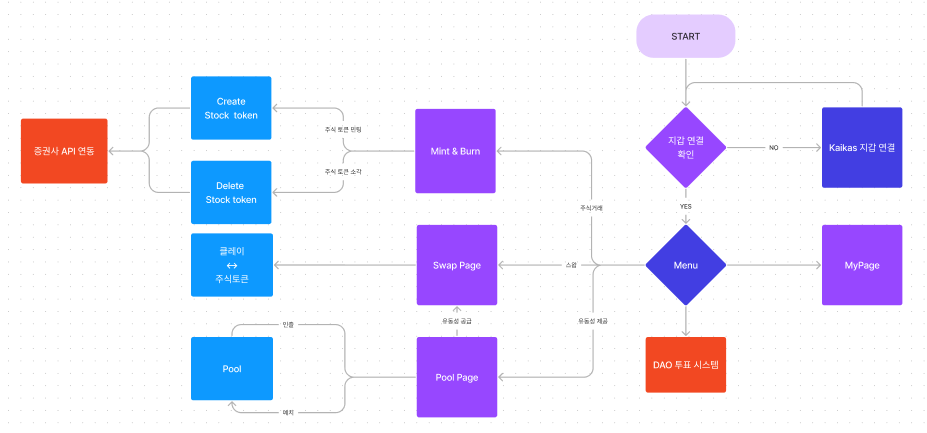 START
지갑 연결
확인
NO
Kaikas 지갑 연결
YES
Menu
MyPage
DAO 투표 시스템
주식거래
스왑
유동성 제공
Mint & Burn
주식 토큰 민팅
주식 토큰 소각
Create
Stock token
Delete
Stock token
증권사 API 연동
Swap Page
클레이
↔
주식토큰
유동성 공급
Pool Page
인출
예치
Pool